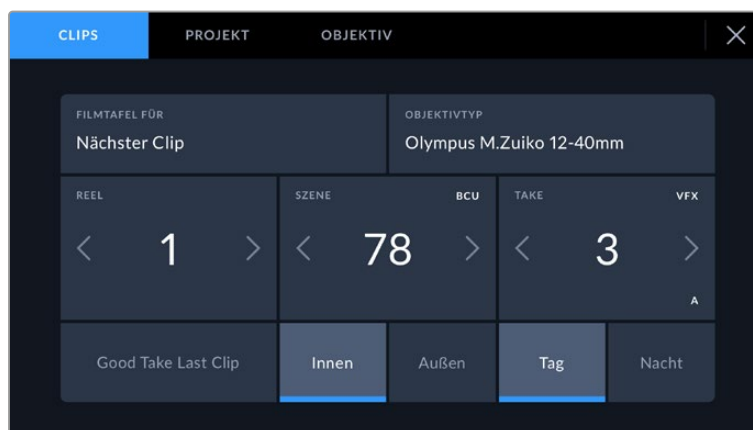 CLIPS PROJEKT OBJEKTIV
FILMTAFEL FÜR OBJEKTIVTYP
Nächster Clip Olympus M.Zuiko 12-40mm
REEL SZENE BCU TAKE VFX
1 78 3
A
Good Take Last Clip Innen Außen Tag Nacht